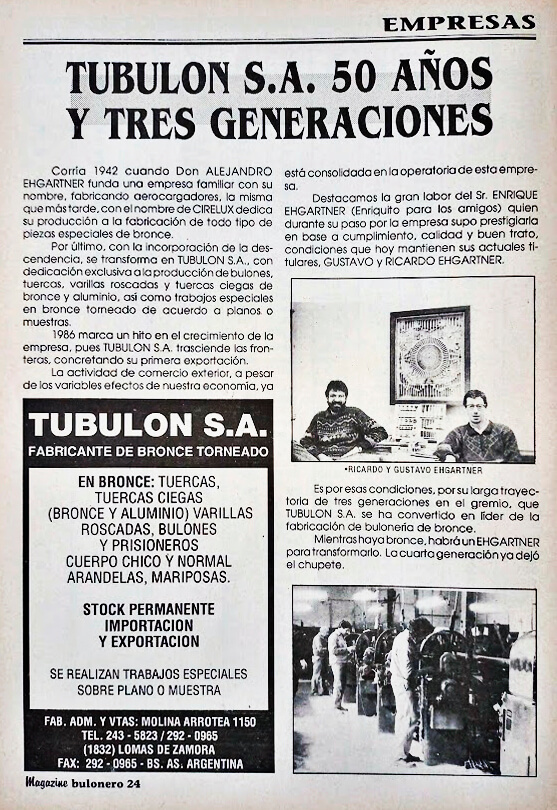 EMPRESAS
TUBULON S.A. 50 AÑOS
Y TRES GENERACIONES
Corría 1942 cuando Don ALEJANDRO
EHGARTNER funda una empresa familiar con su
nombre, fabricando aerocargadores, la misma
que más tarde, con el nombre de CIRELUX dedica
su producción a la fabricación de todo tipo de
piezas especiales de bronce.
Por último, con la incorporación de la des-
cendencia, se transforma en TUBULON S.A., con
dedicación exclusiva a la producción de bulones,
tuercas, varillas roscadas y tuercas ciegas de
bronce y aluminio, así como trabajos especiales
en bronce torneado de acuerdo a planos o
muestras.
1986 marca un hito en el crecimiento de la
empresa, pues TUBULON S.A. trasciende las fron-
teras, concretando su primera exportación.
La actividad de comercio exterior, a pesar
de los variables efectos de nuestra economía, ya
está consolidada en la operatoria de esta empre-
sa.
Destacamos la gran labor del Sr. ENRIQUE
EHGARTNER (Enriquito para los amigos) quien
durante su paso por la empresa supo prestigiarla
en base a cumplimiento, calidad y buen trato,
condiciones que hoy mantienen sus actuales ti-
tulares, GUSTAVO y RICARDO EHGARTNER.
•RICARDO Y GUSTAVO EHGARTNER
Es por esas condiciones, por su larga trayec-
toria de tres generaciones en el gremio, que
TUBULON S.A. se ha convertido en líder de la
fabricación de bulonería de bronce.
Mientras haya bronce, habrá un EHGARTNER
para transformarlo. La cuarta generación ya dejó
el chupete.
TUBULON S.A.
FABRICANTE DE BRONCE TORNEADO
EN BRONCE: TUERCAS,
TUERCAS CIEGAS
(BRONCE Y ALUMINIO) VARILLAS
ROSCADAS, BULONES
Y PRISIONEROS
CUERPO CHICO Y NORMAL
ARANDELAS, MARIPOSAS.
STOCK PERMANENTE
IMPORTACION
Y EXPORTACION
SE REALIZAN TRABAJOS ESPECIALES
SOBRE PLANO O MUESTRA
FAB. ADM. Y VTAS: MOLINA ARROTEA 1150
TEL. 243 - 5823 / 292 - 0965
(1832) LOMAS DE ZAMORA
FAX: 292 - 0965 - BS. AS. ARGENTINA
Magazine bulonero 24